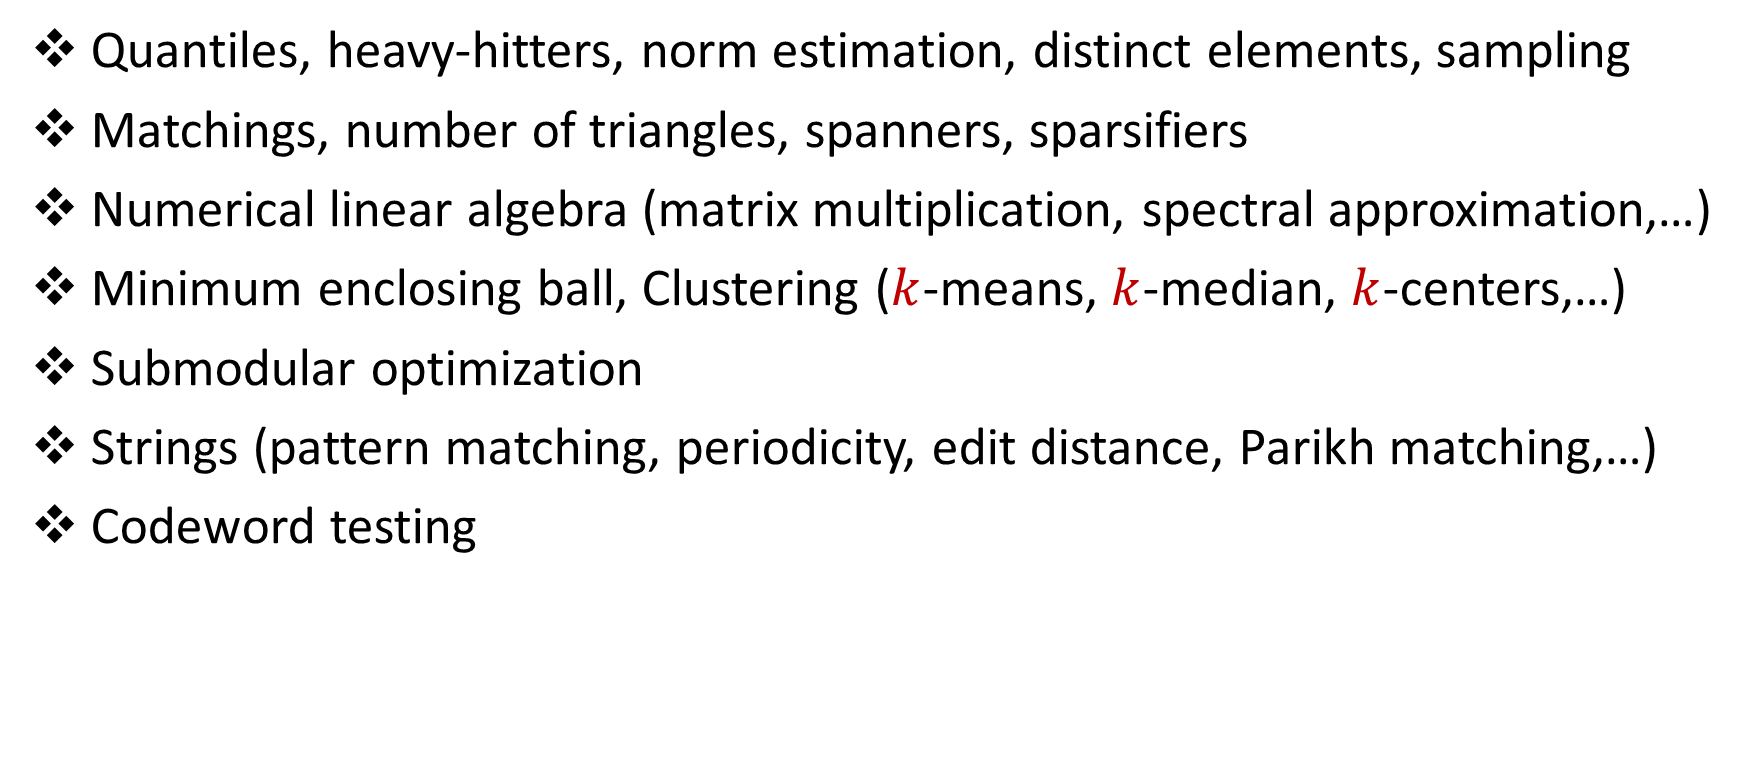 ❖ Quantiles, heavy-hitters, norm estimation, distinct elements, sampling
❖ Matchings, number of triangles, spanners, sparsifiers
❖ Numerical linear algebra (matrix multiplication, spectral approximation,…)
❖ Minimum enclosing ball, Clustering (k-means, k-median, k-centers,…)
❖ Submodular optimization
❖ Strings (pattern matching, periodicity, edit distance, Parikh matching,…)
❖ Codeword testing